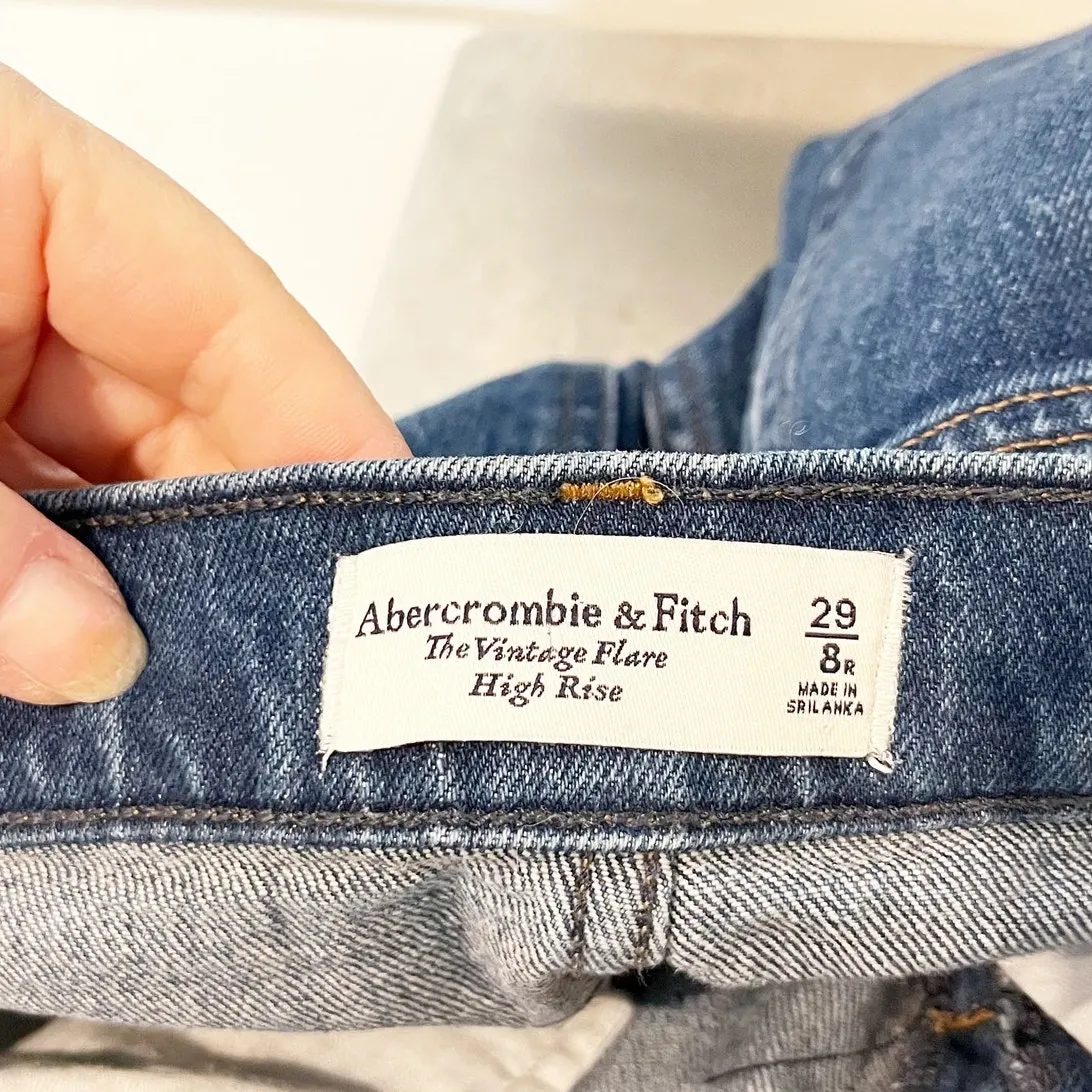 Abercrombie & Fitch
The Vintage Flare
High Rise
29
8R
MADE IN
SRI LANKA